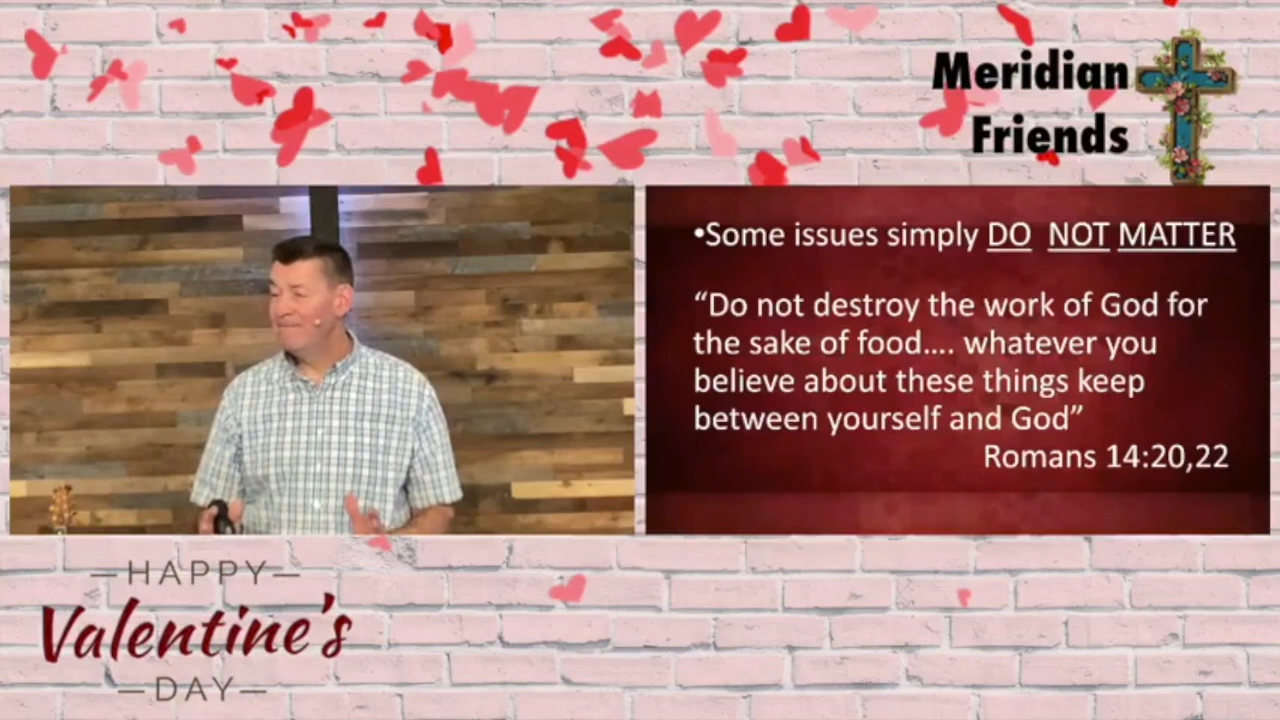 Meridian
Friends
•Some issues simply DO NOT MATTER
“Do not destroy the work of God for
the sake of food…. whatever you
believe about these things keep
between yourself and God”
Romans 14:20,22
—HAPPY—
Valentine's
—DAY—